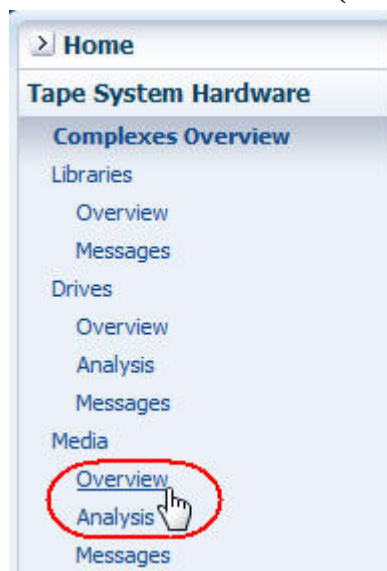 Home
Tape System Hardware
Complexes Overview
Libraries
Overview
Messages
Drives
Overview
Analysis
Messages
Media
Overview
Analysis
Messages